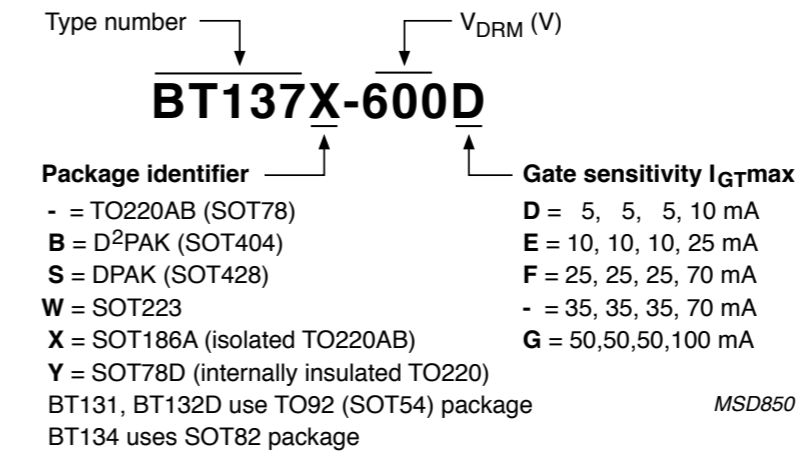 Type number
V_DRM (V)
BT137X-600D
Package identifier
Gate sensitivity I_GTmax
- = TO220AB (SOT78)
D = 5, 5, 5, 10 mA
B = D²PAK (SOT404)
E = 10, 10, 10, 25 mA
S = DPAK (SOT428)
F = 25, 25, 25, 70 mA
W = SOT223
- = 35, 35, 35, 70 mA
X = SOT186A (isolated TO220AB)
G = 50,50,50,100 mA
Y = SOT78D (internally insulated TO220)
BT131, BT132D use TO92 (SOT54) package
MSD850
BT134 uses SOT82 package